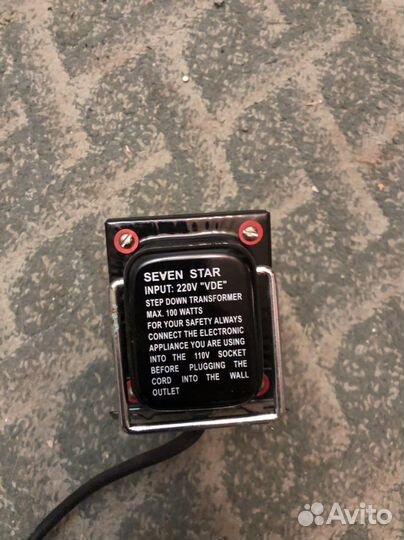 SEVEN STAR
INPUT: 220V "VDE"
STEP DOWN TRANSFORMER
MAX. 100 WATTS
FOR YOUR SAFETY ALWAYS
CONNECT THE ELECTRONIC
APPLIANCE YOU ARE USING
INTO THE 110V SOCKET
BEFORE PLUGGING THE
CORD INTO THE WALL
OUTLET
Avito